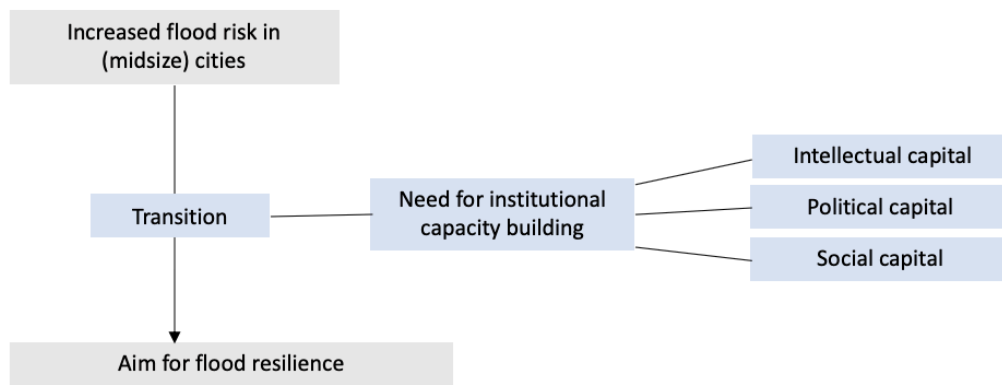 Increased flood risk in
(midsize) cities
Transition
Need for institutional
capacity building
Intellectual capital
Political capital
Social capital
Aim for flood resilience